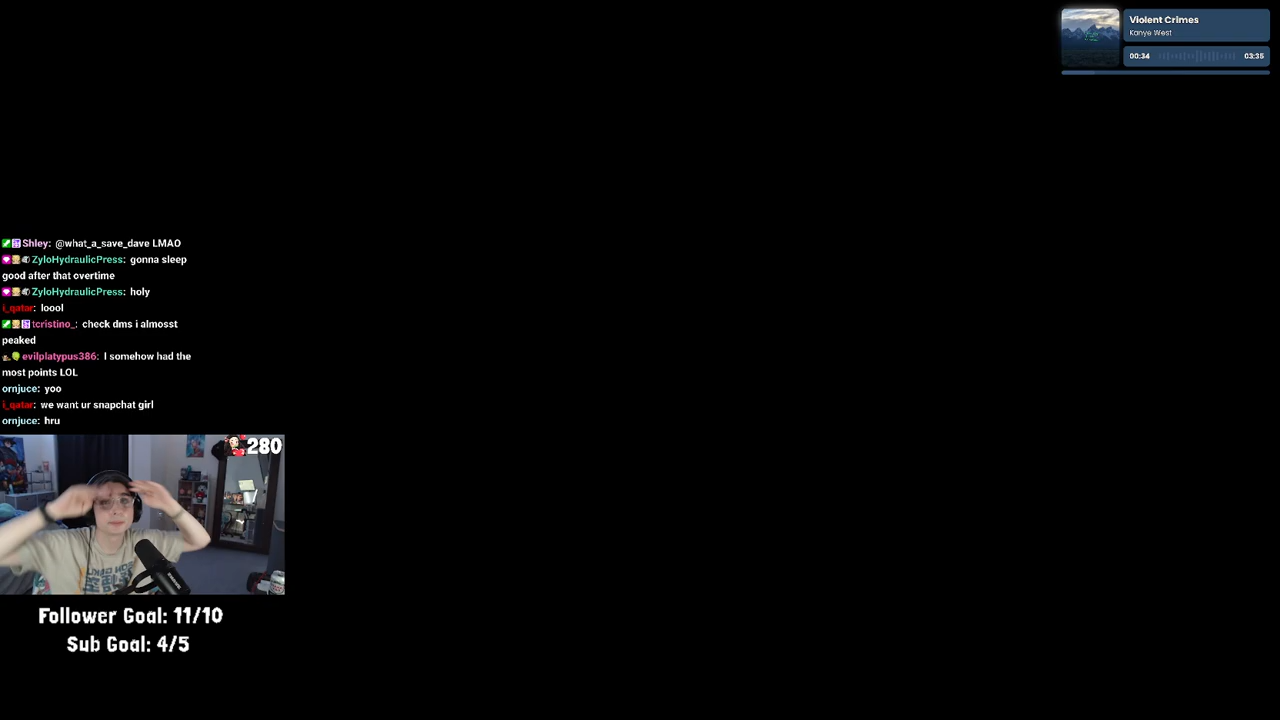 Violent Crimes
Kanye West
00:34
03:35
Shley: @what_a_save_dave LMAO
ZyloHydraulicPress: gonna sleep
good after that overtime
ZyloHydraulicPress: holy
i_qatar: loool
tcristino_: check dms i almosst
peaked
evilplatypus386: I somehow had the
most points LOL
ornjuce: yoo
i_qatar: we want ur snapchat girl
ornjuce: hru
280
Follower Goal: 11/10
Sub Goal: 4/5